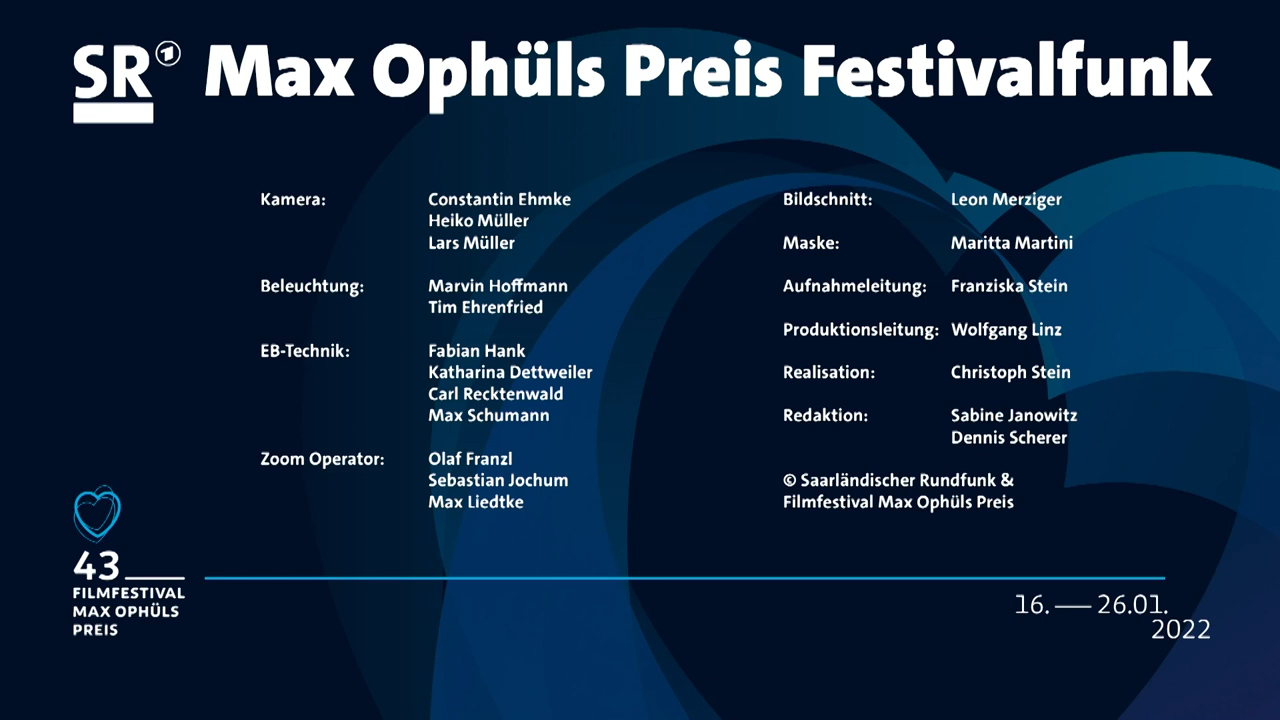 SR 1 Max Ophüls Preis Festivalfunk
Kamera: Constantin Ehmke
Heiko Müller
Lars Müller
Beleuchtung: Marvin Hoffmann
Tim Ehrenfried
EB-Technik: Fabian Hank
Katharina Dettweiler
Carl Recktenwald
Max Schumann
Zoom Operator: Olaf Franzl
Sebastian Jochum
Max Liedtke
Bildschnitt: Leon Merziger
Maske: Maritta Martini
Aufnahmeleitung: Franziska Stein
Produktionsleitung: Wolfgang Linz
Realisation: Christoph Stein
Redaktion: Sabine Janowitz
Dennis Scherer
© Saarländischer Rundfunk &
Filmfestival Max Ophüls Preis
43
FILMFESTIVAL
MAX OPHÜLS
PREIS
16. — 26.01.
2022